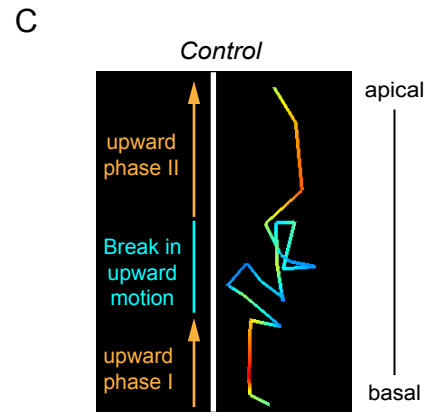 C
Control
apical
upward
phase II
Break in
upward
motion
upward
phase I
basal